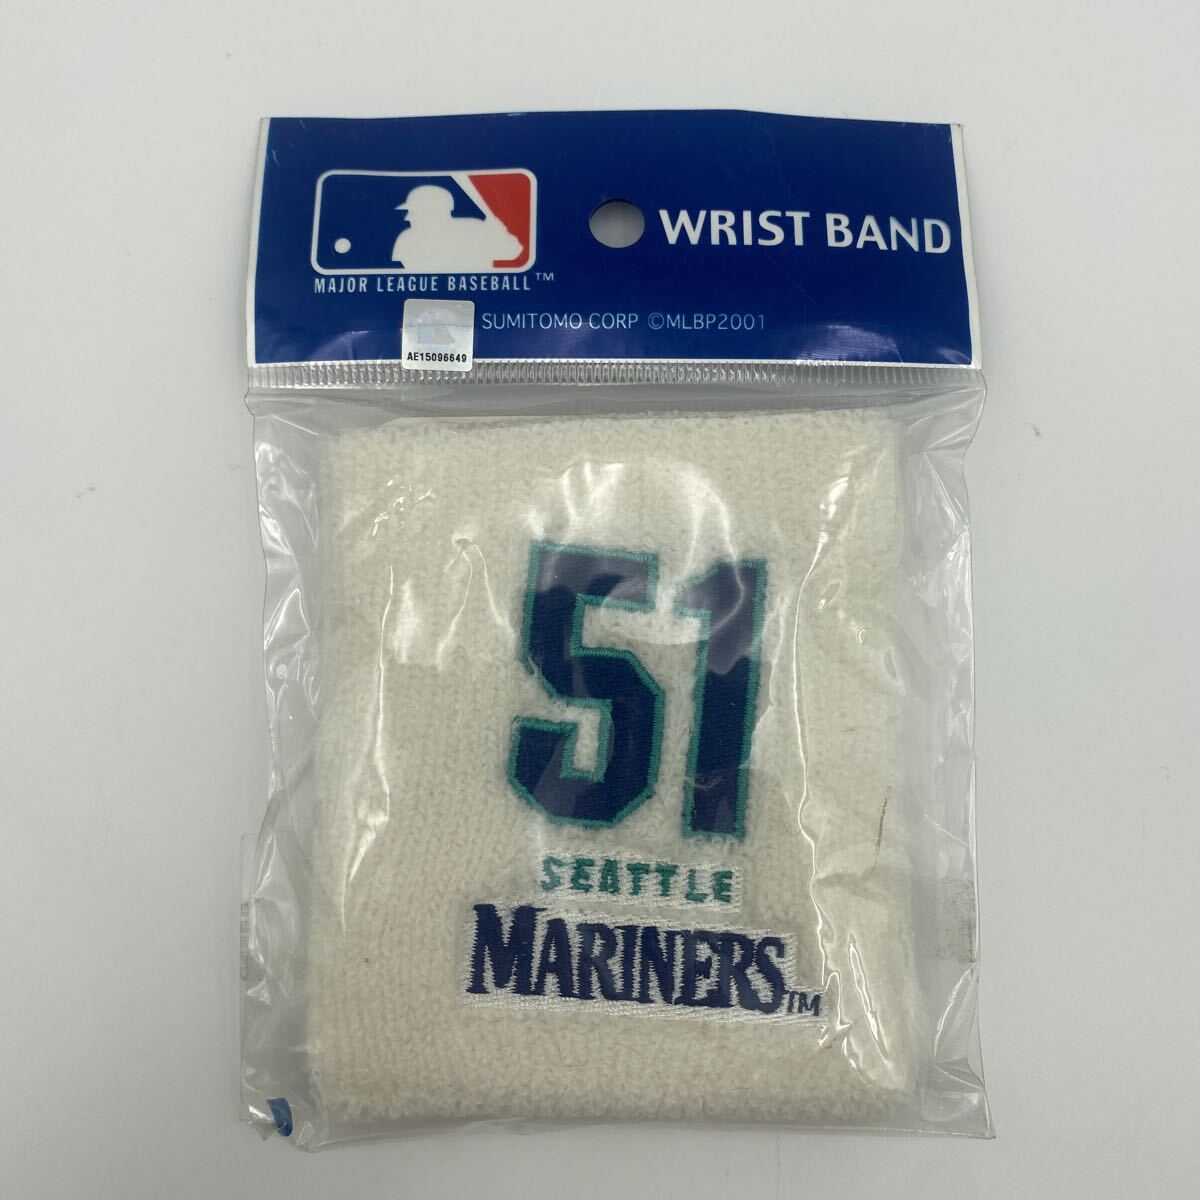 WRIST BAND
MAJOR LEAGUE BASEBALL™
SUMITOMO CORP ©MLBP2001
AE15096649
51
SEATTLE
MARINERS™